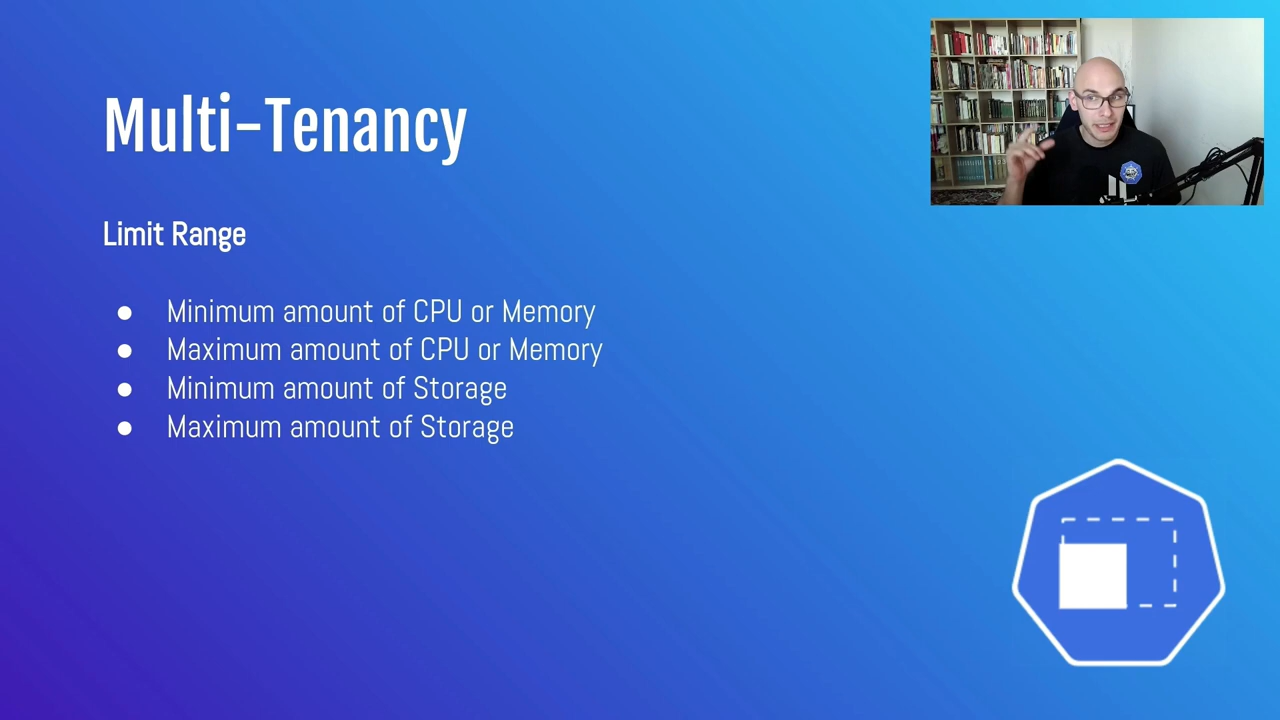 Multi-Tenancy
Limit Range
● Minimum amount of CPU or Memory
● Maximum amount of CPU or Memory
● Minimum amount of Storage
● Maximum amount of Storage